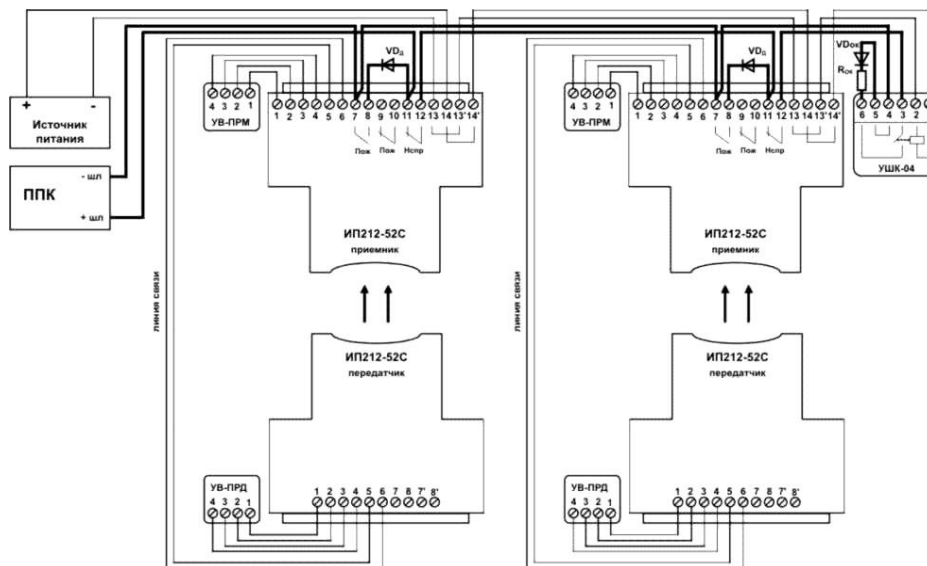 + -
Источник
питания
- ШЛ
ППК
+ ШЛ
4 3 2 1
УВ-ПРМ
VDд
1 2 3 4 5 6 7 8 9 10 11 12 13 14 13' 14'
Пож Пож Нспр
ИП212-52С
приемник
линия связи
ИП212-52С
передатчик
УВ-ПРД
4 3 2 1
1 2 3 4 5 6 7 8 7' 8'
4 3 2 1
УВ-ПРМ
VDд
1 2 3 4 5 6 7 8 9 10 11 12 13 14 13' 14'
Пож Пож Нспр
ИП212-52С
приемник
линия связи
ИП212-52С
передатчик
УВ-ПРД
4 3 2 1
1 2 3 4 5 6 7 8 7' 8'
VDок
Rок
6 5 4 3 2
УШК-04